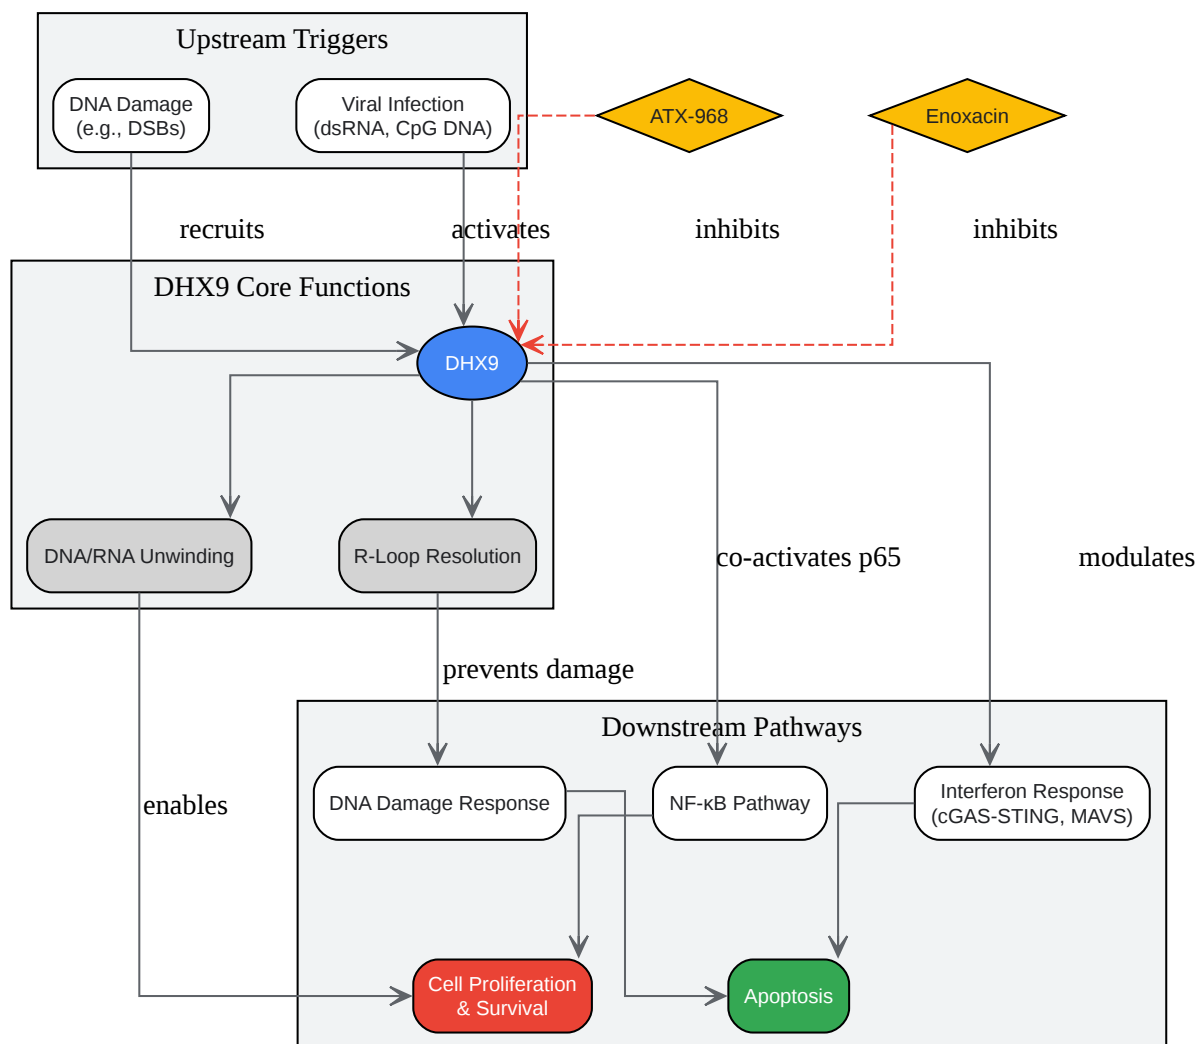 Upstream Triggers
DNA Damage
(e.g., DSBs)
Viral Infection
(dsRNA, CpG DNA)
ATX-968
Enoxacin
recruits
activates
inhibits
inhibits
DHX9 Core Functions
DHX9
DNA/RNA Unwinding
R-Loop Resolution
co-activates p65
modulates
prevents damage
Downstream Pathways
DNA Damage Response
NF-κB Pathway
Interferon Response
(cGAS-STING, MAVS)
enables
Cell Proliferation
& Survival
Apoptosis